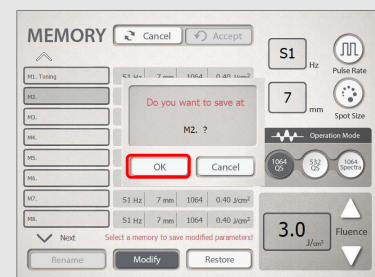 MEMORY Cancel Accept
S1 Hz Pulse Rate
M1. Toning S1 Hz 7 mm 1064 0.40 J/cm²
M2.
Do you want to save at
7 mm Spot Size
M3.
M2. ?
M4.
Operation Mode
M5.
OK Cancel
1064 QS 532 QS 1064 Spectra
M6.
M7. S1 Hz 7 mm 1064 0.40 J/cm²
M8. S1 Hz 7 mm 1064 0.40 J/cm²
3.0 J/cm² Fluence
Next Select a memory to save modified parameters!
Rename Modify Restore